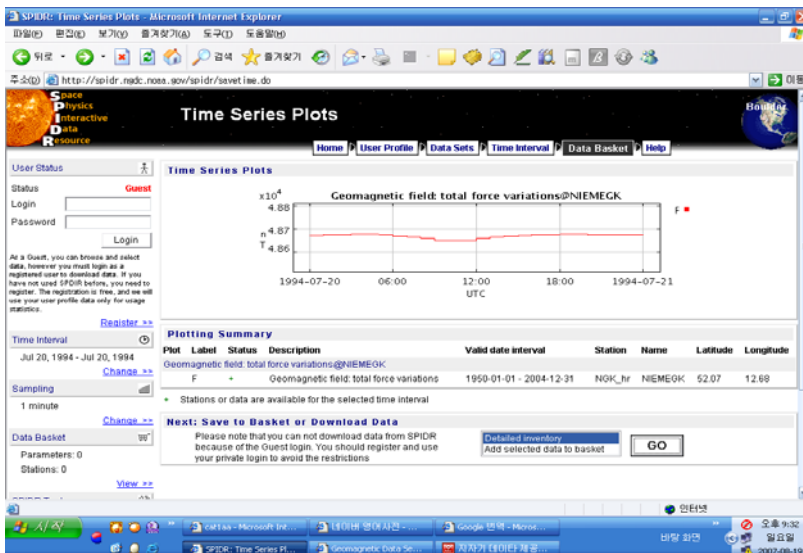 SPIDR: Time Series Plots - Microsoft Internet Explorer
파일(F) 편집(E) 보기(V) 즐겨찾기(A) 도구(T) 도움말(H)
뒤로 검색 즐겨찾기
주소(D) http://spidr.ngdc.noaa.gov/spidr/savetime.do 이동
Space
Physics
Interactive
Data
Resource
Time Series Plots
Boulder
Home User Profile Data Sets Time Interval Data Basket Help
User Status
Status Guest
Login
Password
Login
As a Guest, you can browse and select
data, however you must login as a
registered user to download data. If you
have not used SPIDR before, you need to
register. The registration is free, and we will
use your user profile data only for usage
statistics.
Register >>
Time Interval
Jul 20, 1994 - Jul 20, 1994
Change >>
Sampling
1 minute
Change >>
Data Basket
Parameters: 0
Stations: 0
View >>
Time Series Plots
x10⁴ Geomagnetic field: total force variations@NIEMEGK
4.88
F
n
T
4.87
4.86
1994-07-20 06:00 12:00 18:00 1994-07-21
UTC
Plotting Summary
Plot Label Status Description Valid date interval Station Name Latitude Longitude
Geomagnetic field: total force variations@NIEMEGK
F + Geomagnetic field: total force variations 1950-01-01 - 2004-12-31 NGK_hr NIEMEGK 52.07 12.68
+ Stations or data are available for the selected time interval
Next: Save to Basket or Download Data
Please note that you can not download data from SPIDR
because of the Guest login. You should register and use
your private login to avoid the restrictions
Detailed inventory
Add selected data to basket
GO
인터넷
시작 cattaa - Microsoft Int... 네이버 영어사전 - ... Google 번역 - Micros... 바탕 화면 오후 9:32
SPIDR: Time Series Pl... Geomagnetic Data Se... 일요일